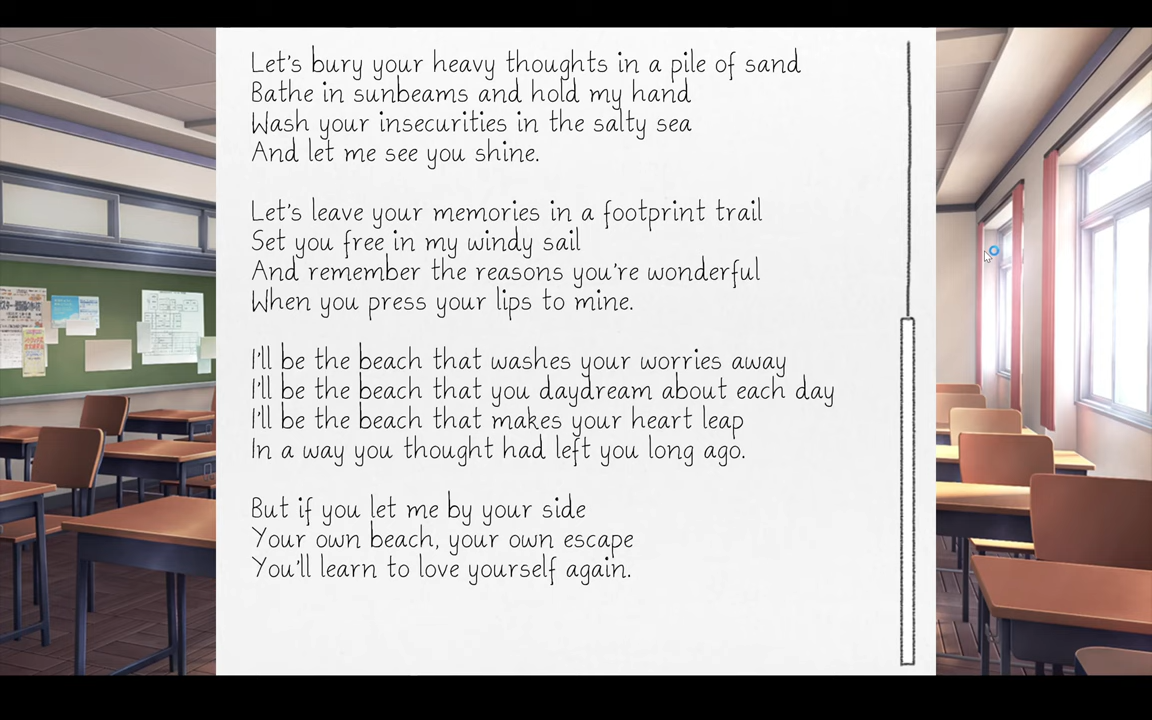 Let's bury your heavy thoughts in a pile of sand
Bathe in sunbeams and hold my hand
Wash your insecurities in the salty sea
And let me see you shine.
Let's leave your memories in a footprint trail
Set you free in my windy sail
And remember the reasons you're wonderful
When you press your lips to mine.
I'll be the beach that washes your worries away
I'll be the beach that you daydream about each day
I'll be the beach that makes your heart leap
In a way you thought had left you long ago.
But if you let me by your side
Your own beach, your own escape
You'll learn to love yourself again.